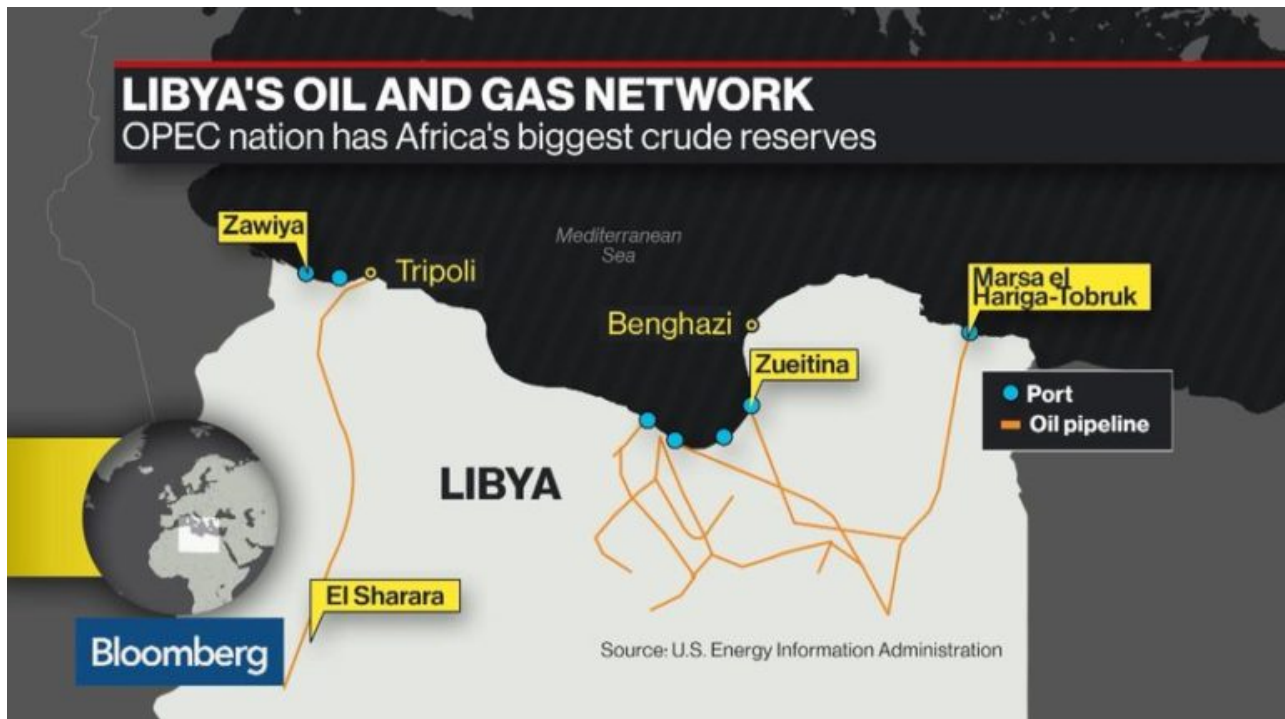 LIBYA'S OIL AND GAS NETWORK
OPEC nation has Africa's biggest crude reserves
Zawiya
Tripoli
Mediterranean
Sea
Marsa el
Hariga-Tobruk
Benghazi
Zueitina
Port
Oil pipeline
LIBYA
El Sharara
Bloomberg
Source: U.S. Energy Information Administration